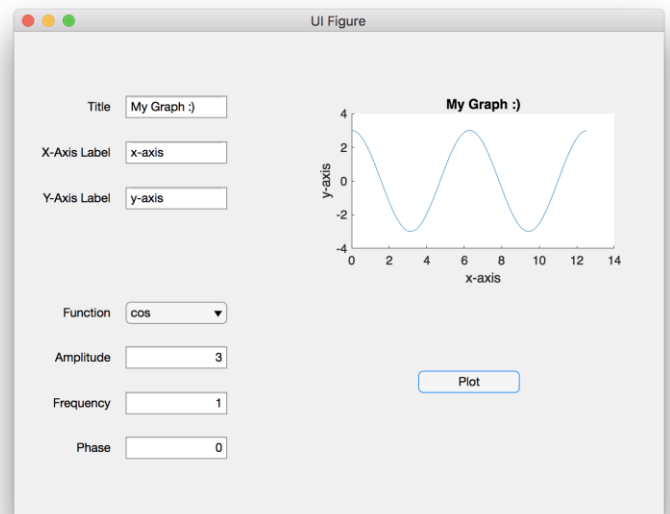 UI Figure
Title My Graph :)
X-Axis Label x-axis
Y-Axis Label y-axis
My Graph :)
4
2
0
-2
-4
y-axis
0 2 4 6 8 10 12 14
x-axis
Function cos
Amplitude 3
Frequency 1
Phase 0
Plot